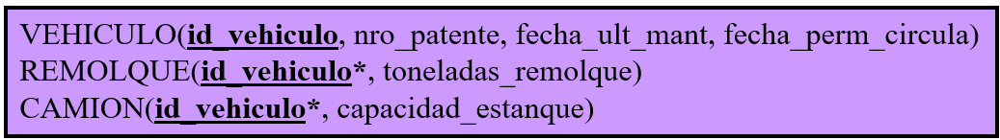 VEHICULO(id_vehiculo, nro_patente, fecha_ult_mant, fecha_perm_circula)
REMOLQUE(id_vehiculo*, toneladas_remolque)
CAMION(id_vehiculo*, capacidad_estanque)